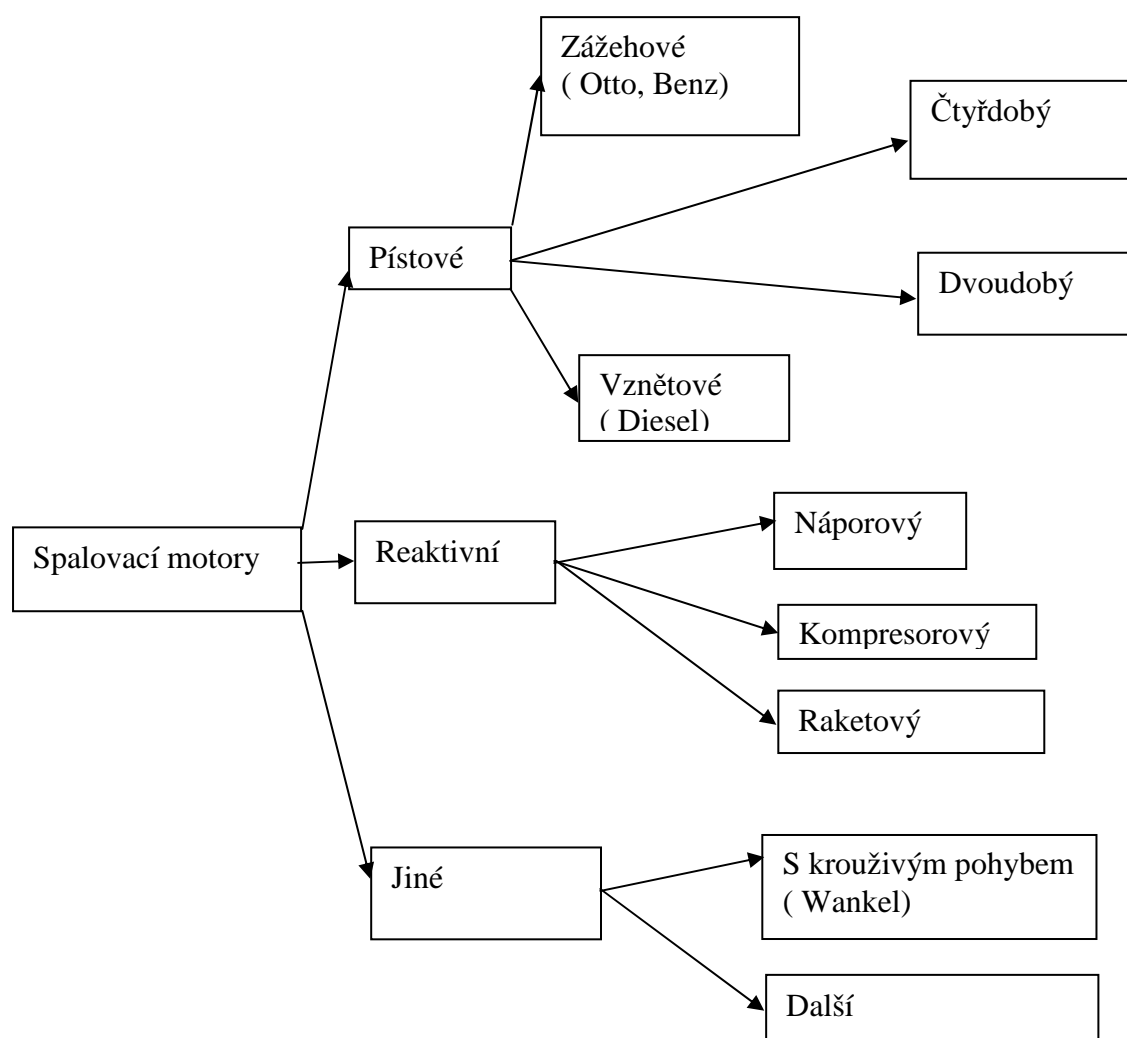 Zážehové
( Otto, Benz)
Čtyřdobý
Pístové
Dvoudobý
Vznětové
( Diesel)
Spalovací motory
Reaktivní
Náporový
Kompresorový
Raketový
Jiné
S krouživým pohybem
( Wankel)
Další